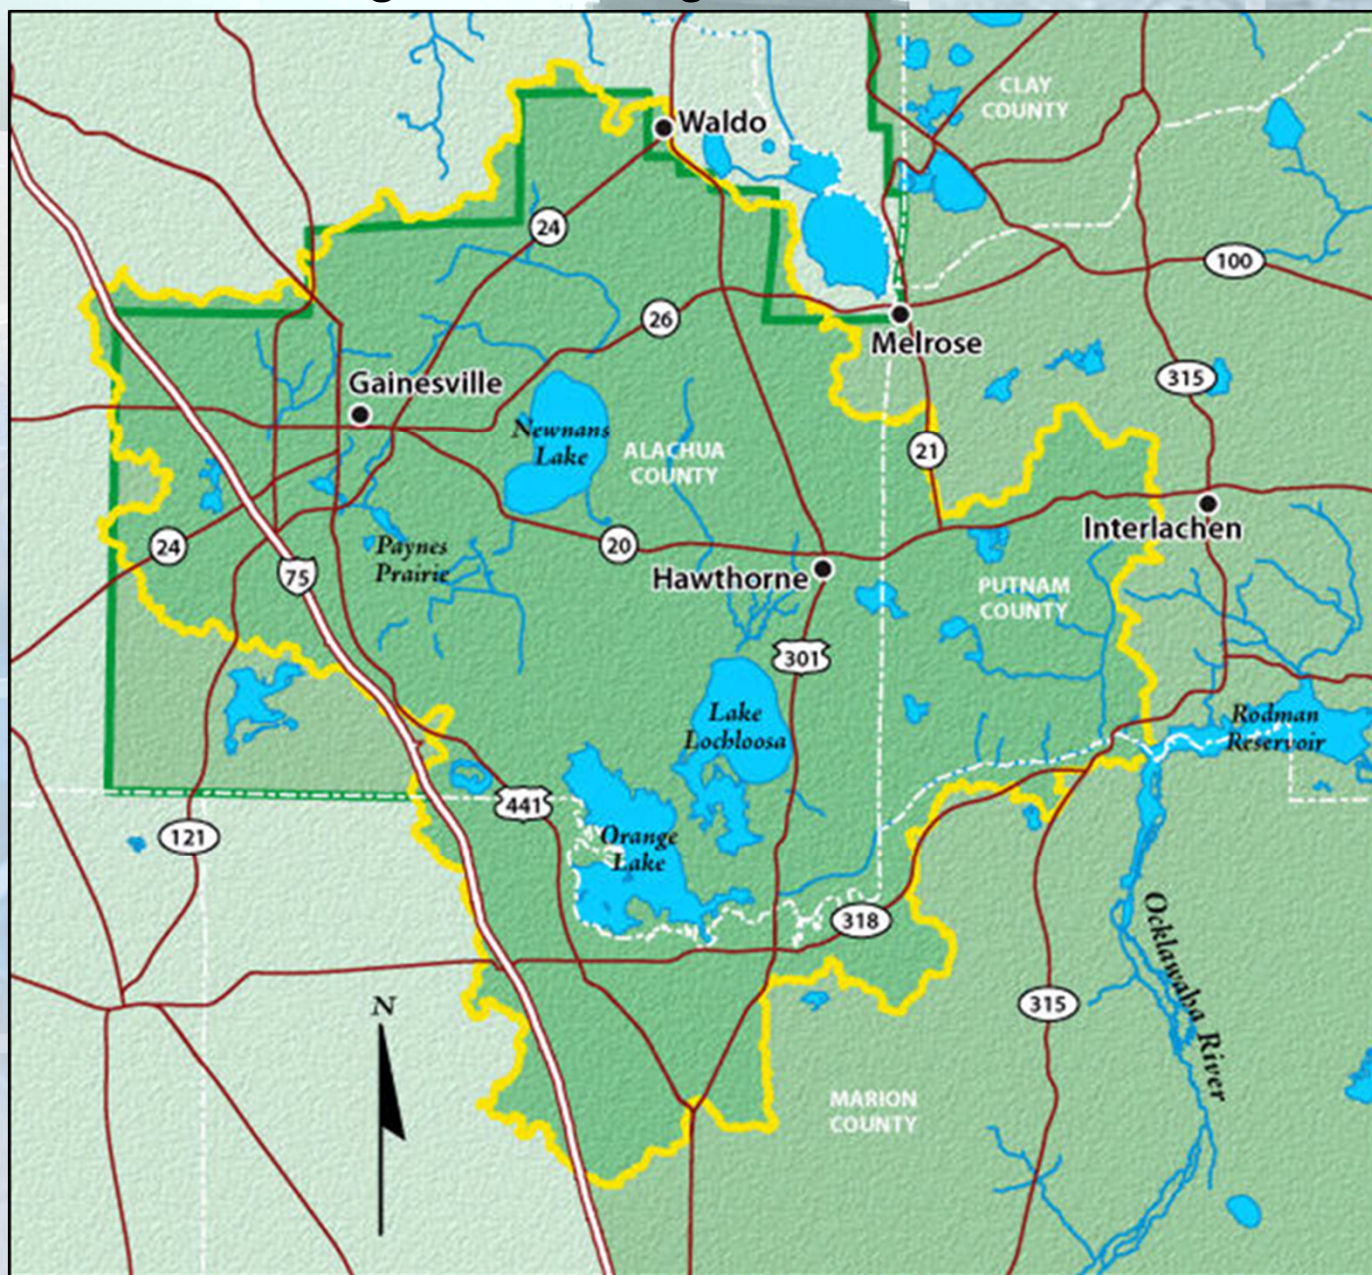 CLAY
COUNTY
Waldo
24
100
26
Melrose
315
Gainesville
Newnans
Lake
ALACHUA
COUNTY
21
Interlachen
24
Paynes
Prairie
20
75
Hawthorne
PUTNAM
COUNTY
301
Lake
Lochloosa
Rodman
Reservoir
441
121
Orange
Lake
318
Ocklawaha River
N
315
MARION
COUNTY